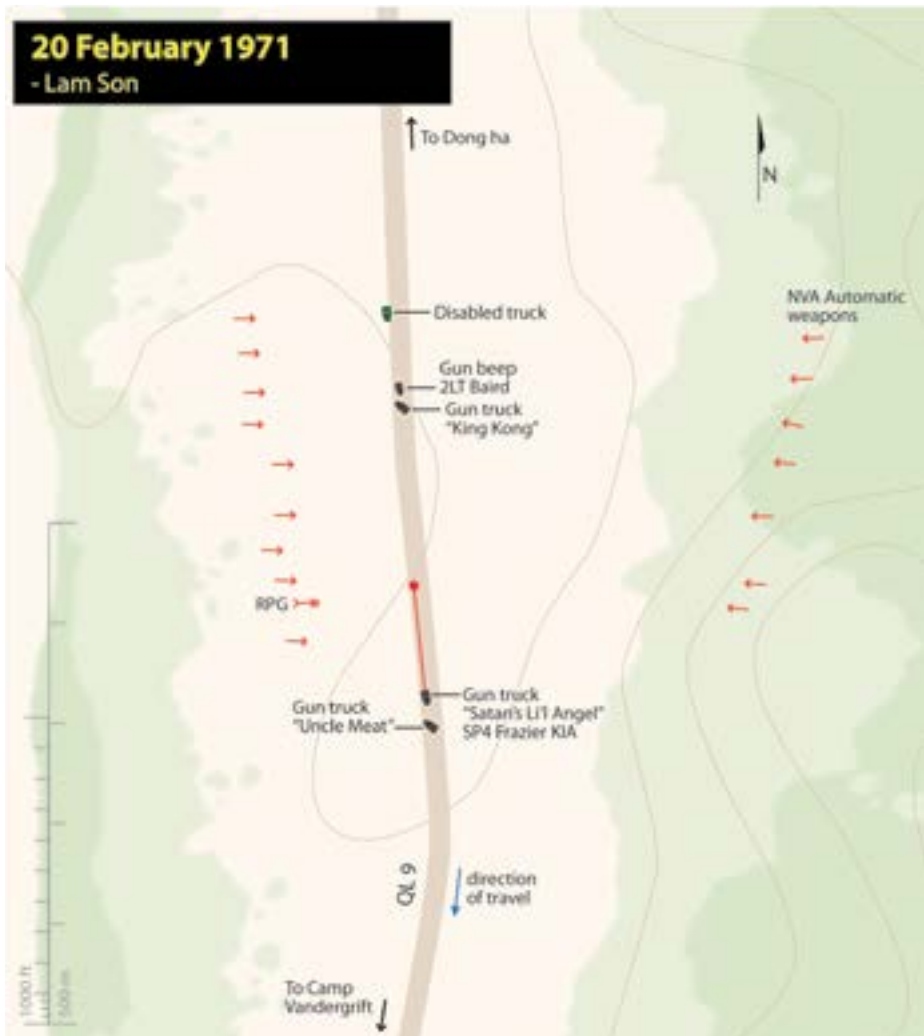 20 February 1971
- Lam Son
To Dong ha
N
NVA Automatic
weapons
Disabled truck
Gun beep
2LT Baird
Gun truck
"King Kong"
RPG
Gun truck
"Uncle Meat"
Gun truck
"Satan's Li'l Angel"
SP4 Frazier KIA
QL 9
direction
of travel
To Camp
Vandergrift
1000 ft
500 m